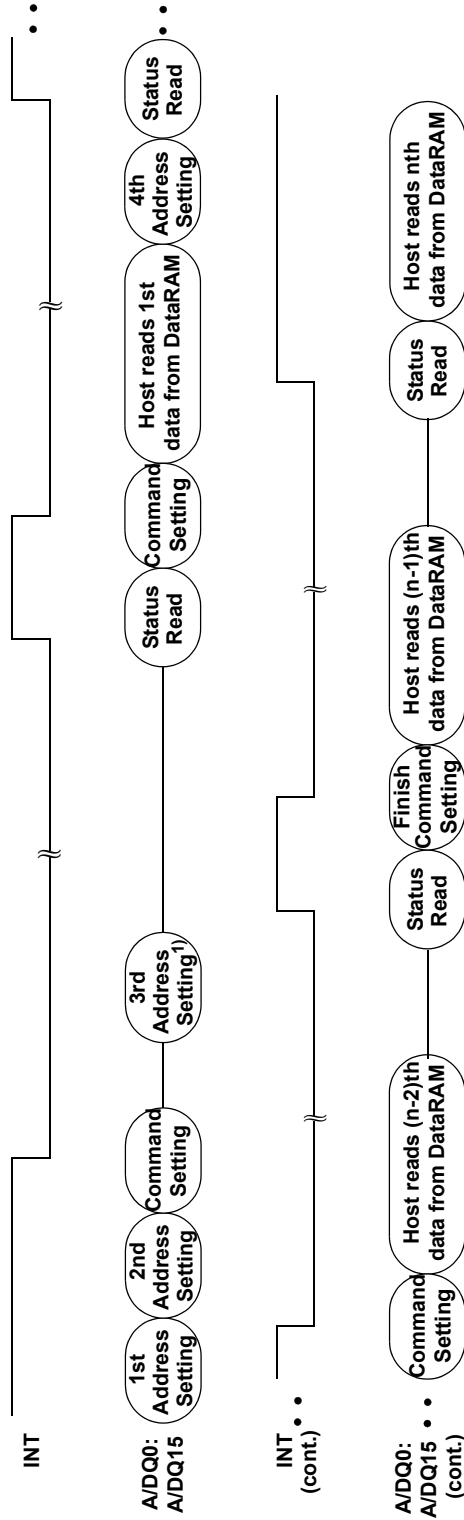 INT
A/DQ0:
A/DQ15
1st
Address
Setting
2nd
Address
Setting
Command
Setting
3rd
Address
Setting1)
Status
Read
Command
Setting
Host reads 1st
data from DataRAM
4th
Address
Setting
Status
Read
INT
(cont.)
A/DQ0:
A/DQ15
(cont.)
Command
Setting
Host reads (n-2)th
data from DataRAM
Status
Read
Finish
Command
Setting
Host reads (n-1)th
data from DataRAM
Status
Read
Host reads nth
data from DataRAM